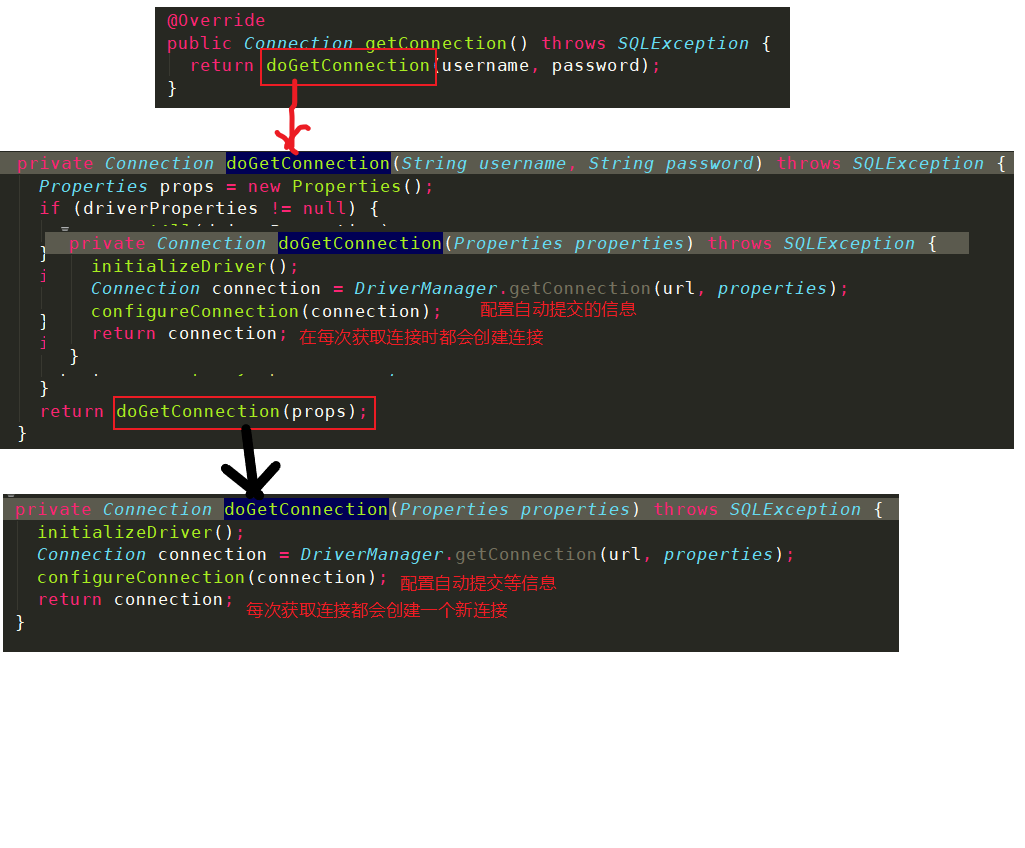 @Override
public Connection getConnection() throws SQLException {
return doGetConnection(username, password);
}
private Connection doGetConnection(String username, String password) throws SQLException {
Properties props = new Properties();
if (driverProperties != null) {
}
private Connection doGetConnection(Properties properties) throws SQLException {
i
initializeDriver();
Connection connection = DriverManager.getConnection(url, properties);
configureConnection(connection); 配置自动提交的信息
}
return connection; 在每次获取连接时都会创建连接
i
}
}
return doGetConnection(props);
}
private Connection doGetConnection(Properties properties) throws SQLException {
initializeDriver();
Connection connection = DriverManager.getConnection(url, properties);
configureConnection(connection); 配置自动提交等信息
return connection; 每次获取连接都会创建一个新连接
}